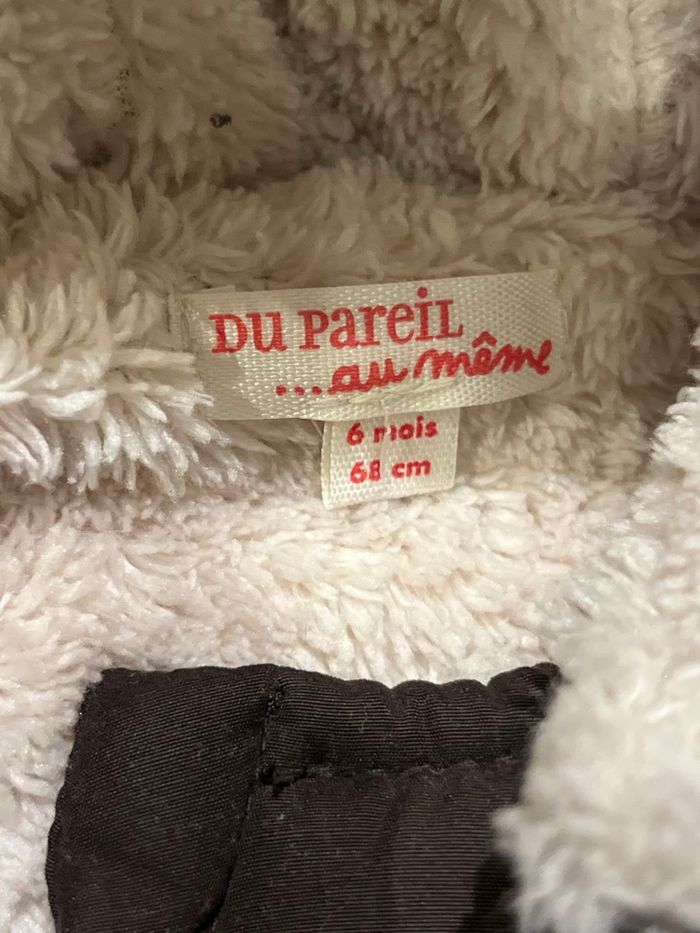 DU PareiL
...au même
6 mois
68 cm